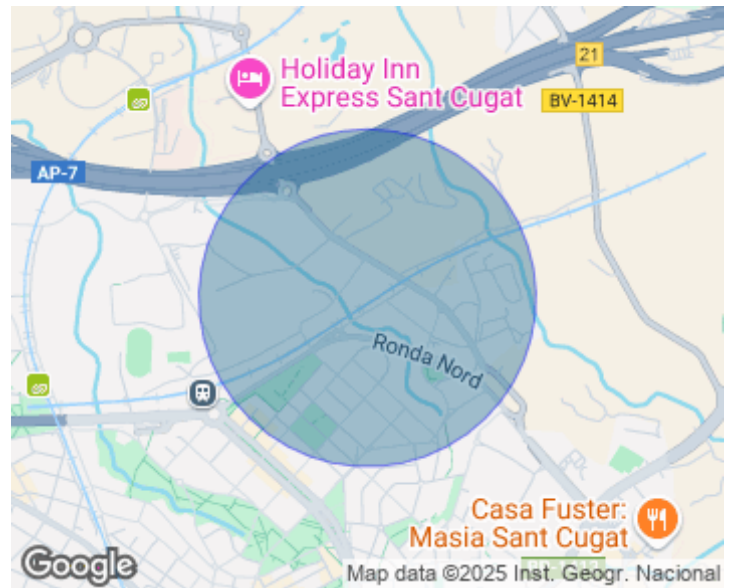 Holiday Inn
Express Sant Cugat
21
BV-1414
AP-7
Ronda Nord
Casa Fuster:
Masia Sant Cugat
Google
Map data ©2025 Inst. Geogr. Nacional